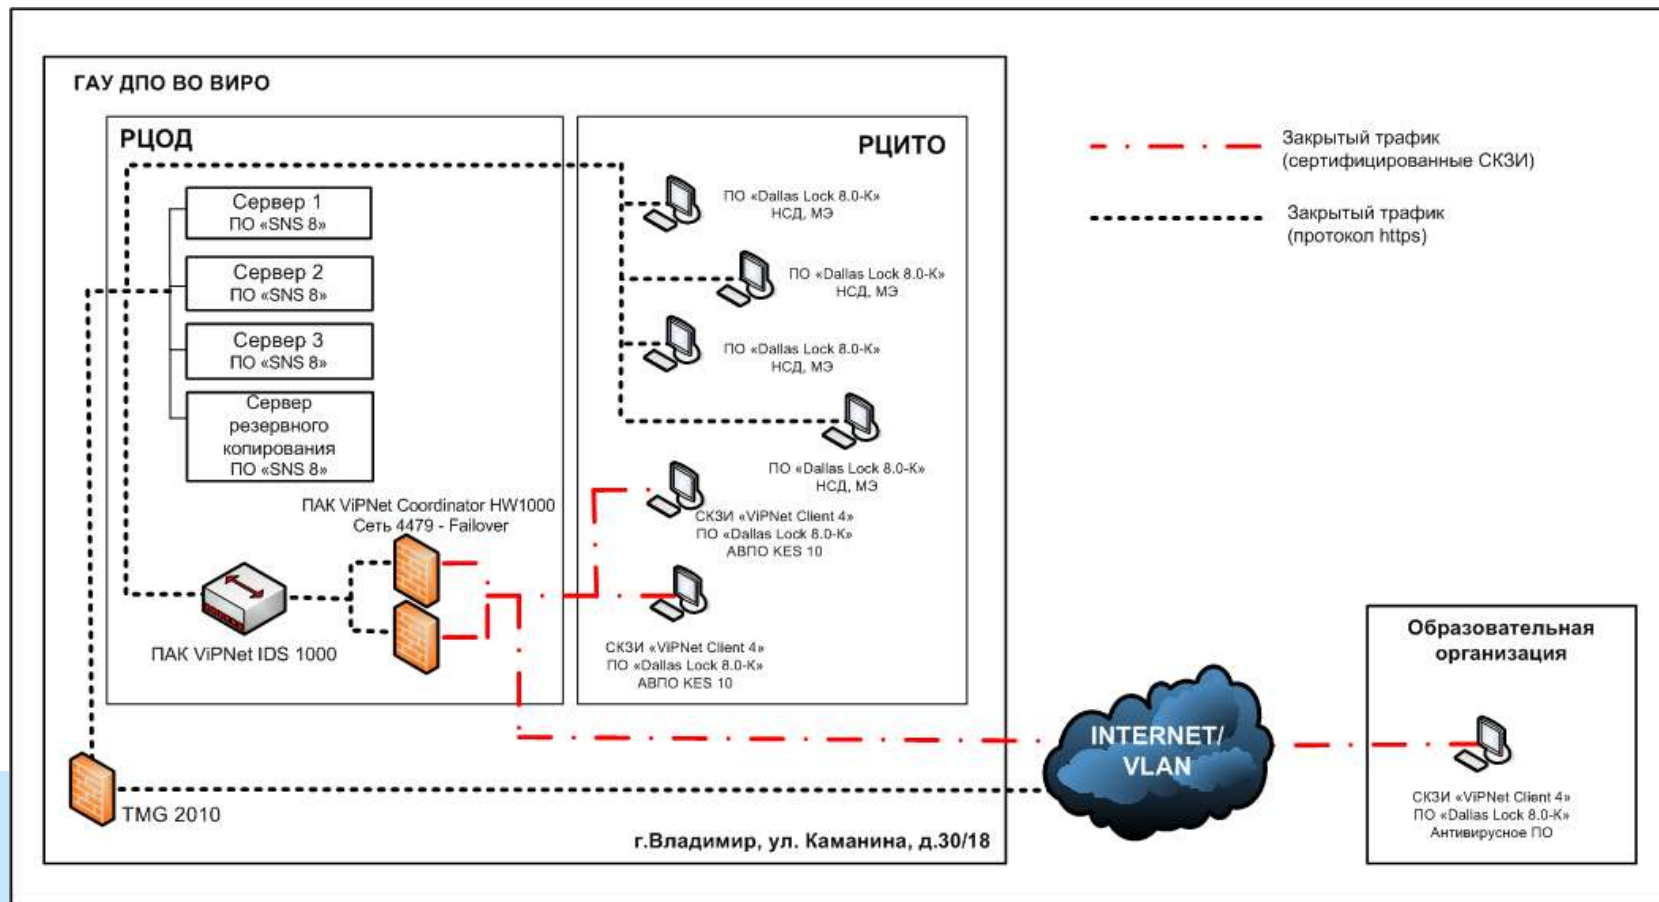 ГАУ ДПО ВО ВИРО
РЦОД
Сервер 1
ПО «SNS 8»
Сервер 2
ПО «SNS 8»
Сервер 3
ПО «SNS 8»
Сервер
резервного
копирования
ПО «SNS 8»
ПАК ViPNet Coordinator HW1000
Сеть 4479 - Failover
ПАК ViPNet IDS 1000
TMG 2010
РЦИТО
ПО «Dallas Lock 8.0-К»
НСД, МЭ
ПО «Dallas Lock 8.0-К»
НСД, МЭ
ПО «Dallas Lock 8.0-К»
НСД, МЭ
ПО «Dallas Lock 8.0-К»
НСД, МЭ
СКЗИ «ViPNet Client 4»
ПО «Dallas Lock 8.0-К»
АВПО KES 10
СКЗИ «ViPNet Client 4»
ПО «Dallas Lock 8.0-К»
АВПО KES 10
г.Владимир, ул. Каманина, д.30/18
Закрытый трафик
(сертифицированные СКЗИ)
Закрытый трафик
(протокол https)
INTERNET/
VLAN
Образовательная
организация
СКЗИ «ViPNet Client 4»
ПО «Dallas Lock 8.0-К»
Антивирусное ПО